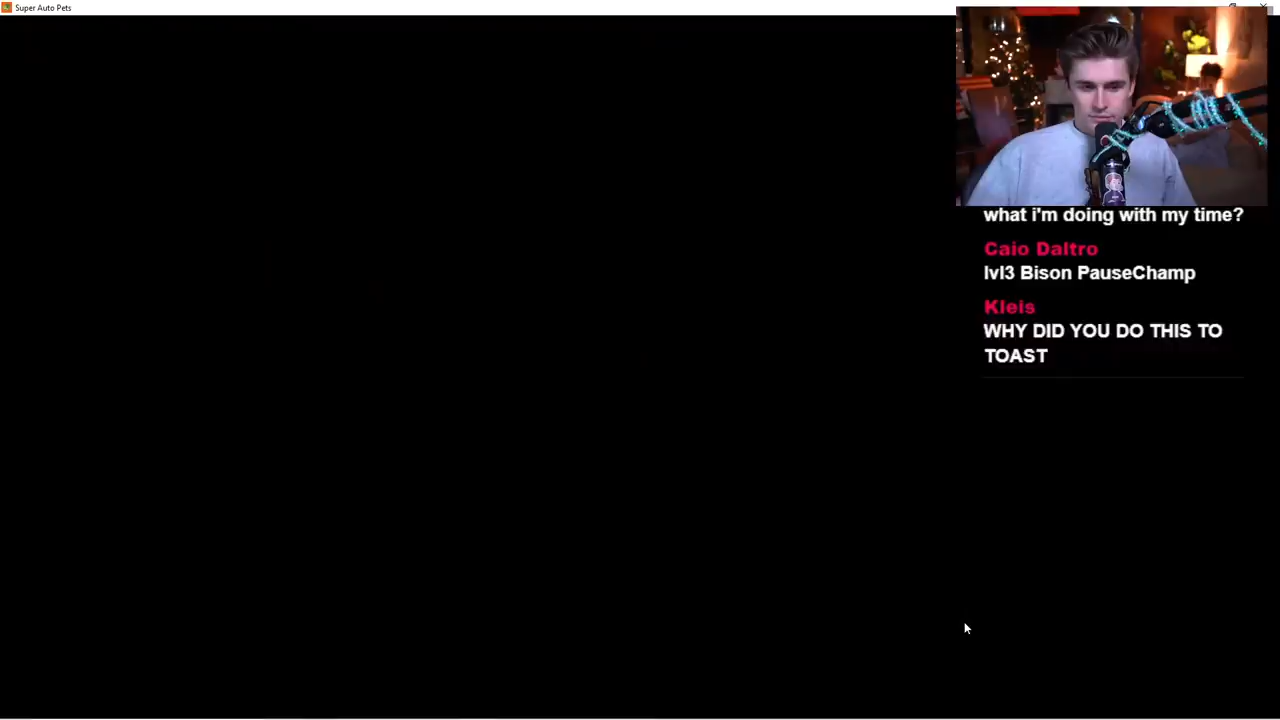 Super Auto Pets
what i'm doing with my time?
Caio Daltro
lvl3 Bison PauseChamp
Kleis
WHY DID YOU DO THIS TO
TOAST